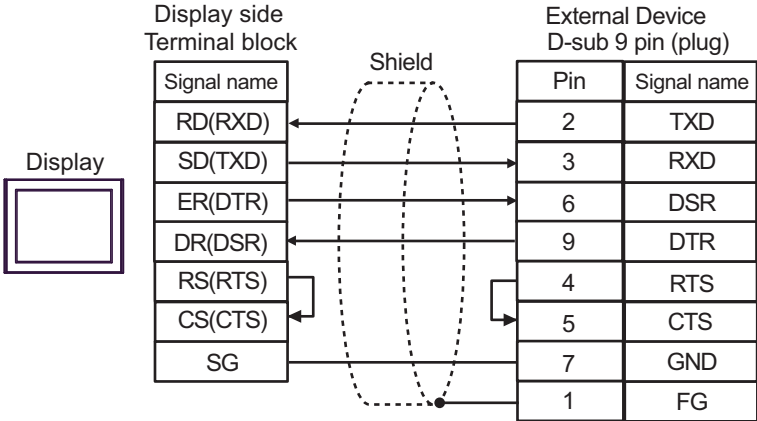 Display side
Terminal block
External Device
D-sub 9 pin (plug)
Shield
Display
Signal name
Pin Signal name
RD(RXD) 2 TXD
SD(TXD) 3 RXD
ER(DTR) 6 DSR
DR(DSR) 9 DTR
RS(RTS) 4 RTS
CS(CTS) 5 CTS
SG 7 GND
1 FG